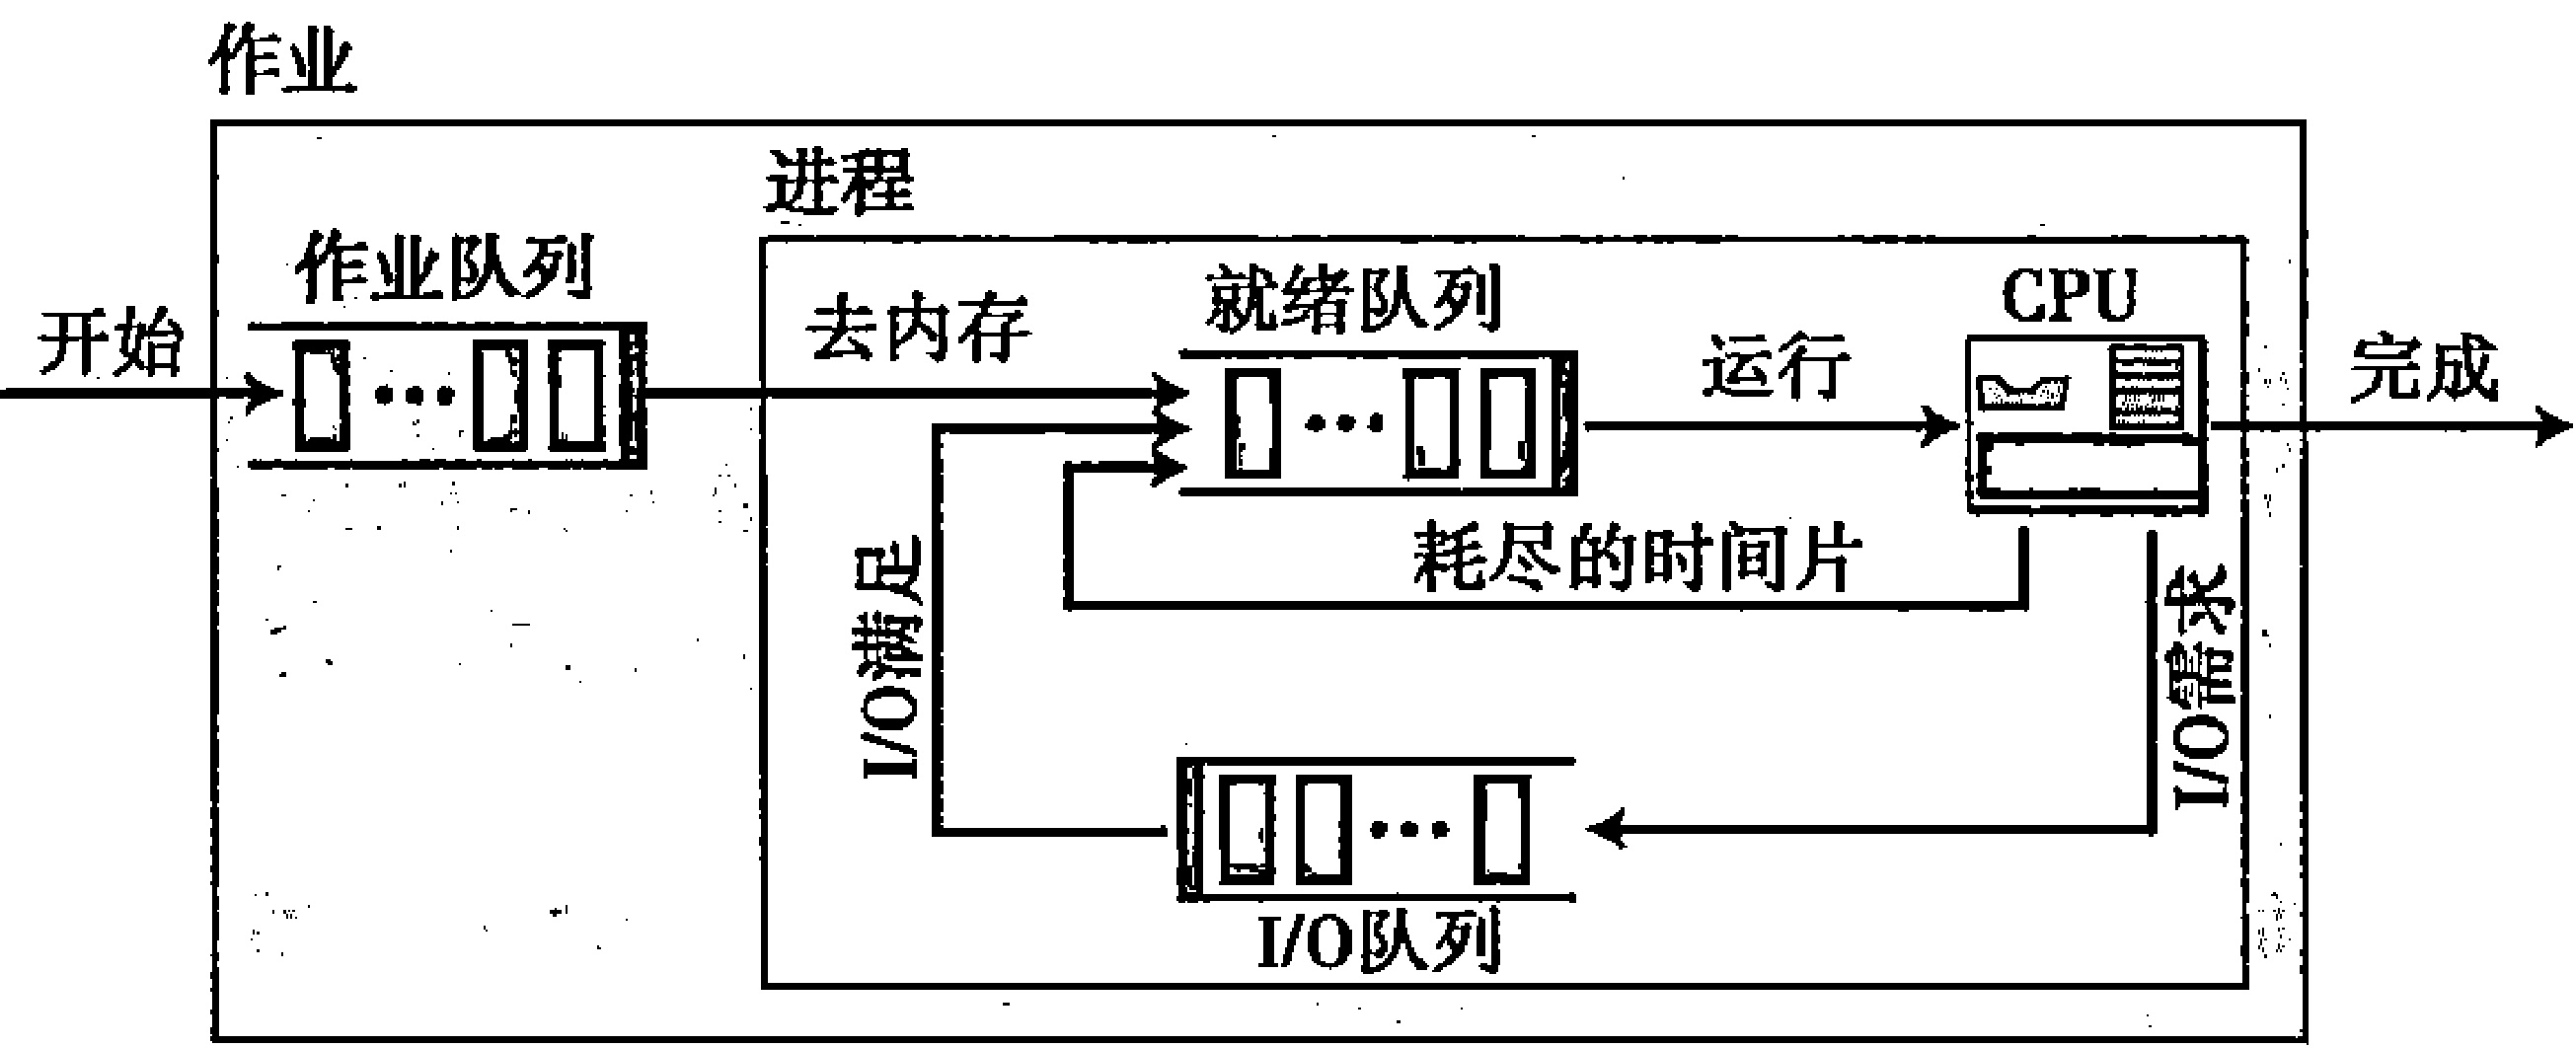 作业
进程
作业队列
开始
去内存
就绪队列
运行
CPU
完成
耗尽的时间片
I/O满足
I/O需求
I/O队列